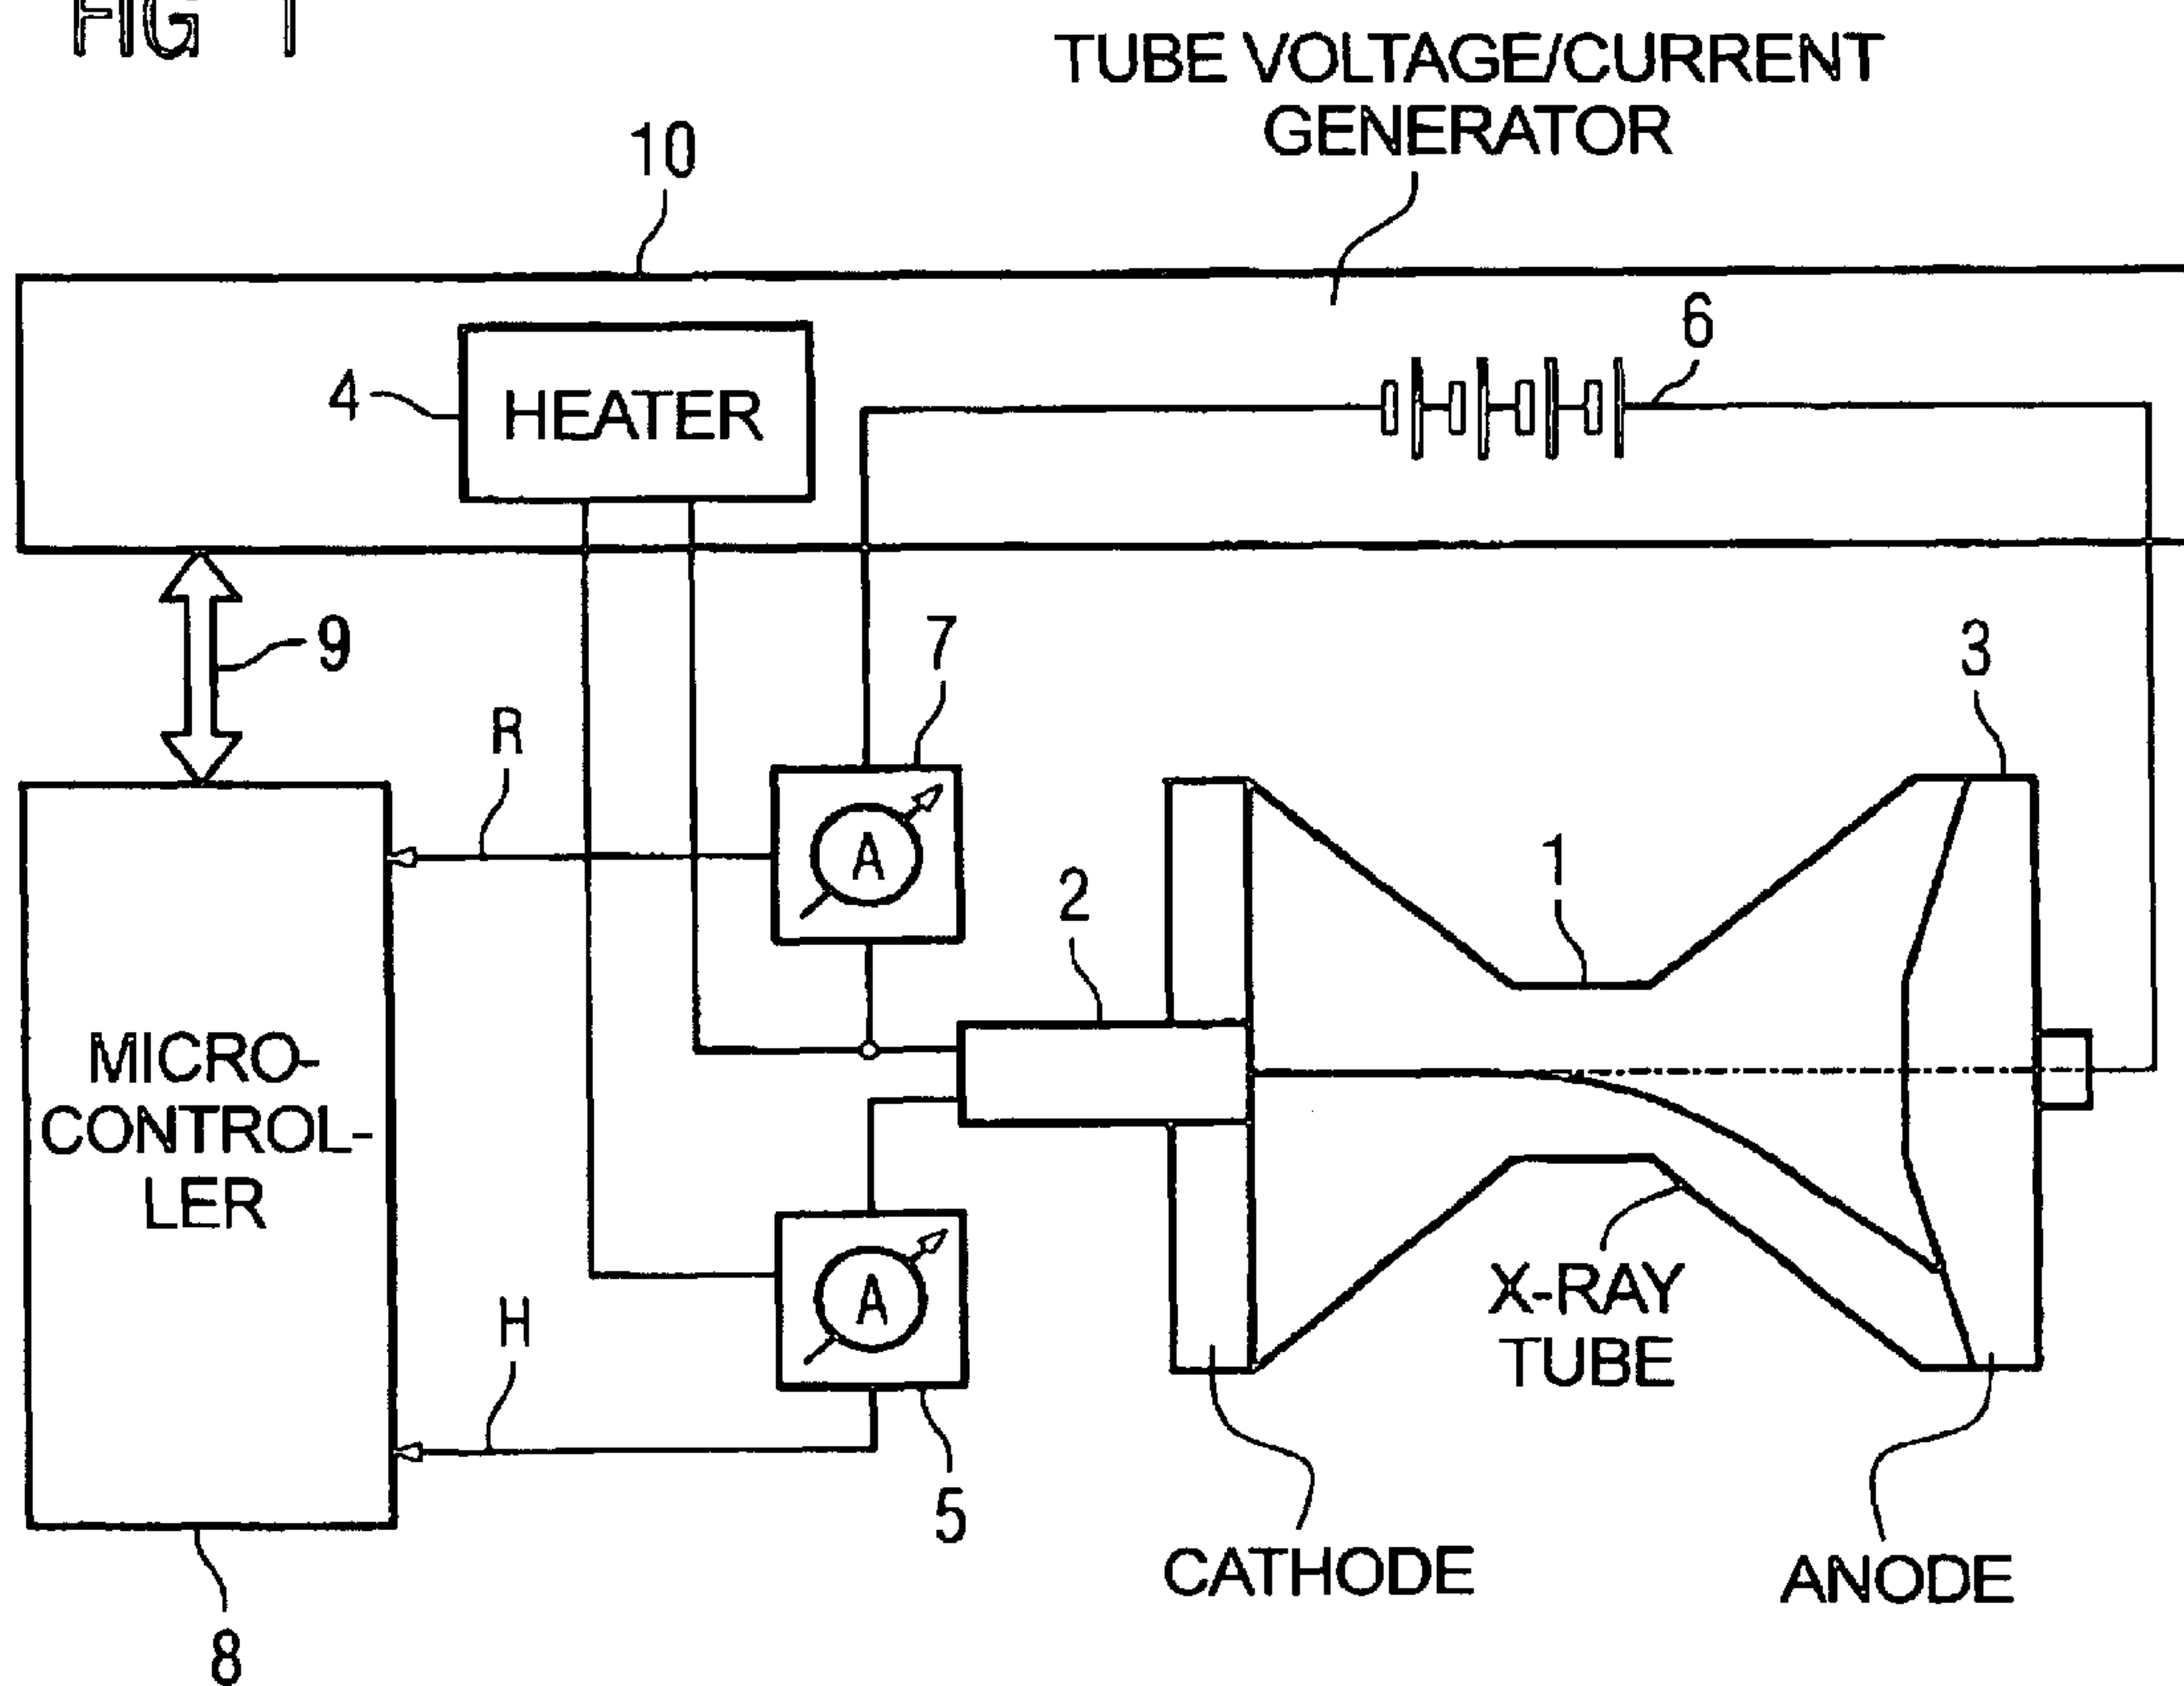 FIG 1
TUBE VOLTAGE/CURRENT
GENERATOR
10
6
4
HEATER
9
7
3
R
A
1
2
MICRO-
CONTROL-
LER
X-RAY
TUBE
A
H
5
CATHODE
ANODE
8